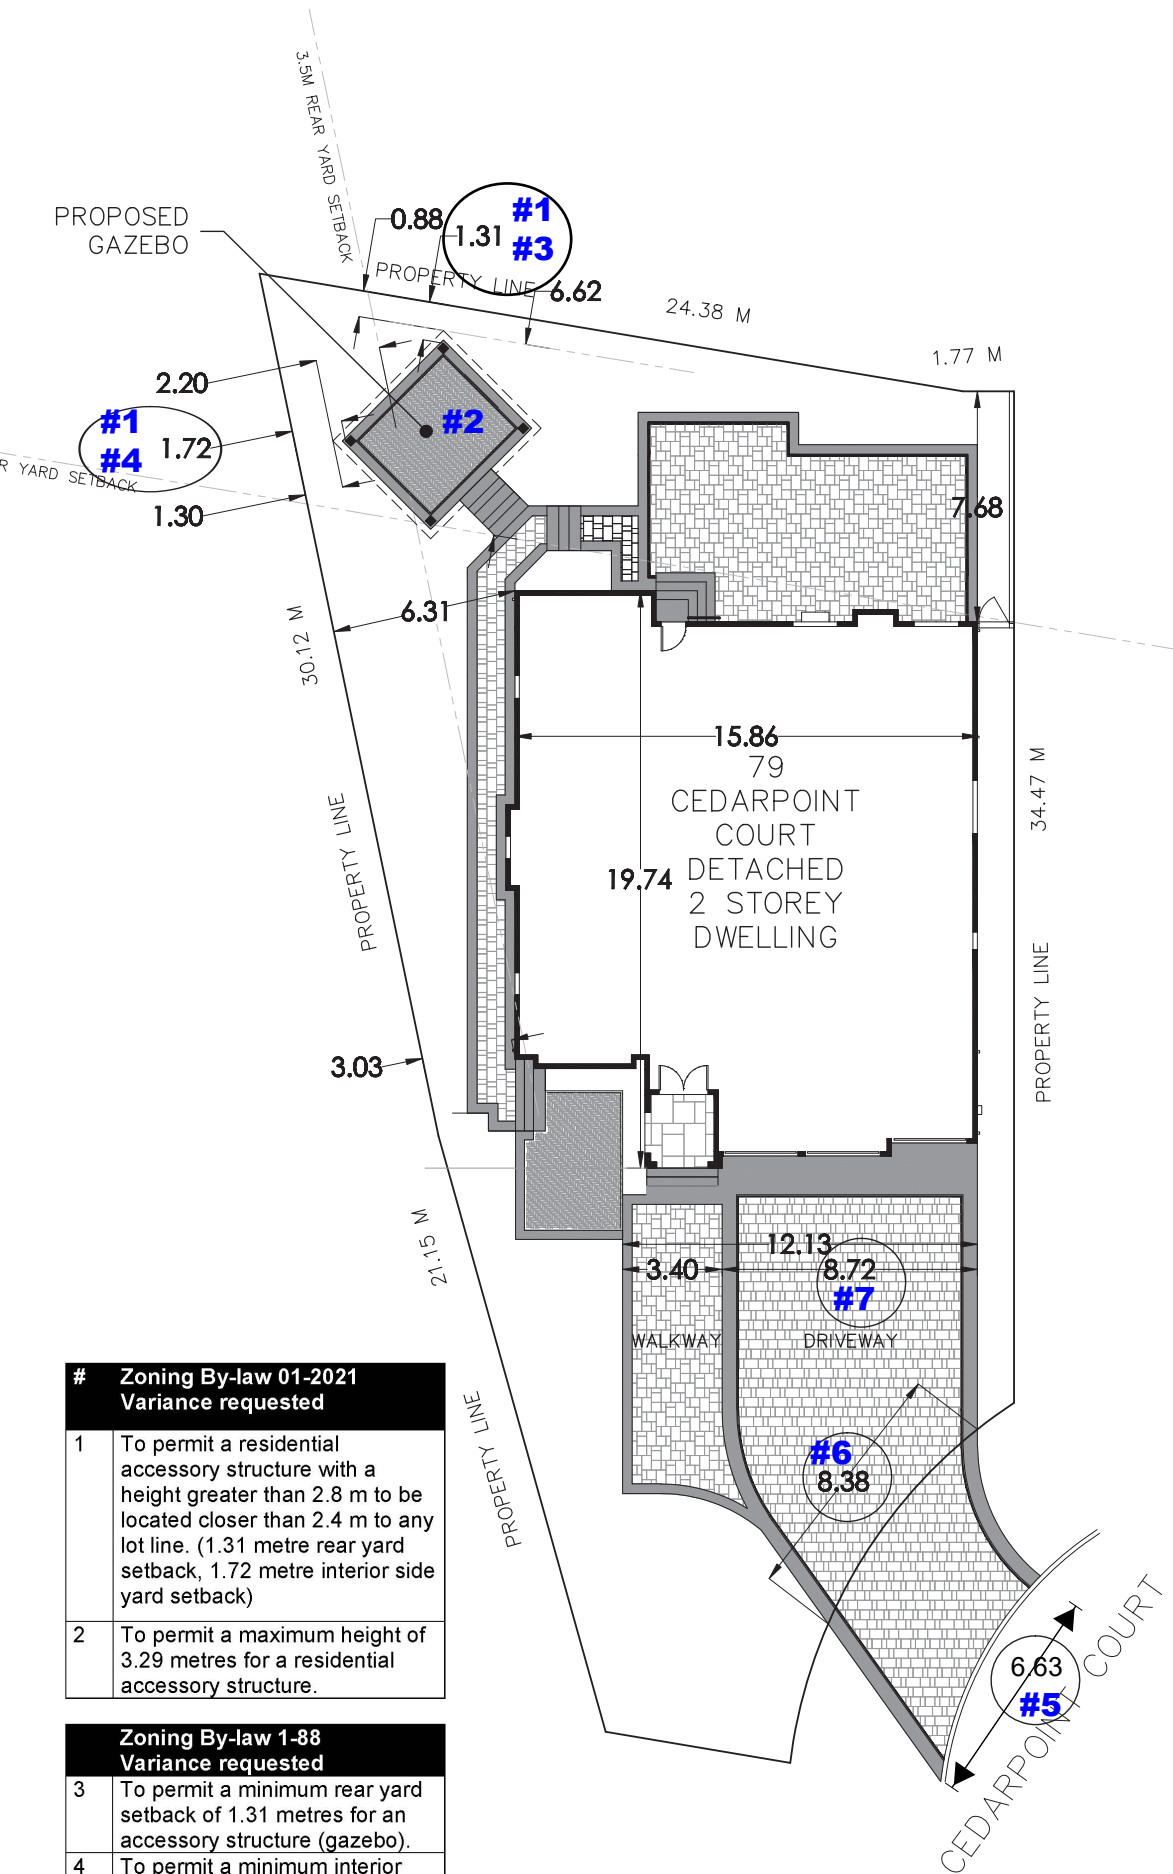 3.5M REAR YARD SETBACK
PROPOSED
GAZEBO
0.88
1.31
#1
#3
PROPERTY LINE
6.62
24.38 M
1.77 M
2.20
#1
1.72
#4
R YARD SETBACK
1.30
#2
7.68
6.31
30.12 M
15.86
79
CEDARPOINT
COURT
DETACHED
2 STOREY
DWELLING
19.74
34.47 M
PROPERTY LINE
PROPERTY LINE
3.03
21.15 M
12.13
3.40
8.72
#7
WALKWAY
DRIVEWAY
PROPERTY LINE
#6
8.38
6.63
#5
CEDARPOINT COURT
# Zoning By-law 01-2021
Variance requested
1 To permit a residential
accessory structure with a
height greater than 2.8 m to be
located closer than 2.4 m to any
lot line. (1.31 metre rear yard
setback, 1.72 metre interior side
yard setback)
2 To permit a maximum height of
3.29 metres for a residential
accessory structure.
Zoning By-law 1-88
Variance requested
3 To permit a minimum rear yard
setback of 1.31 metres for an
accessory structure (gazebo).
4 To permit a minimum interior